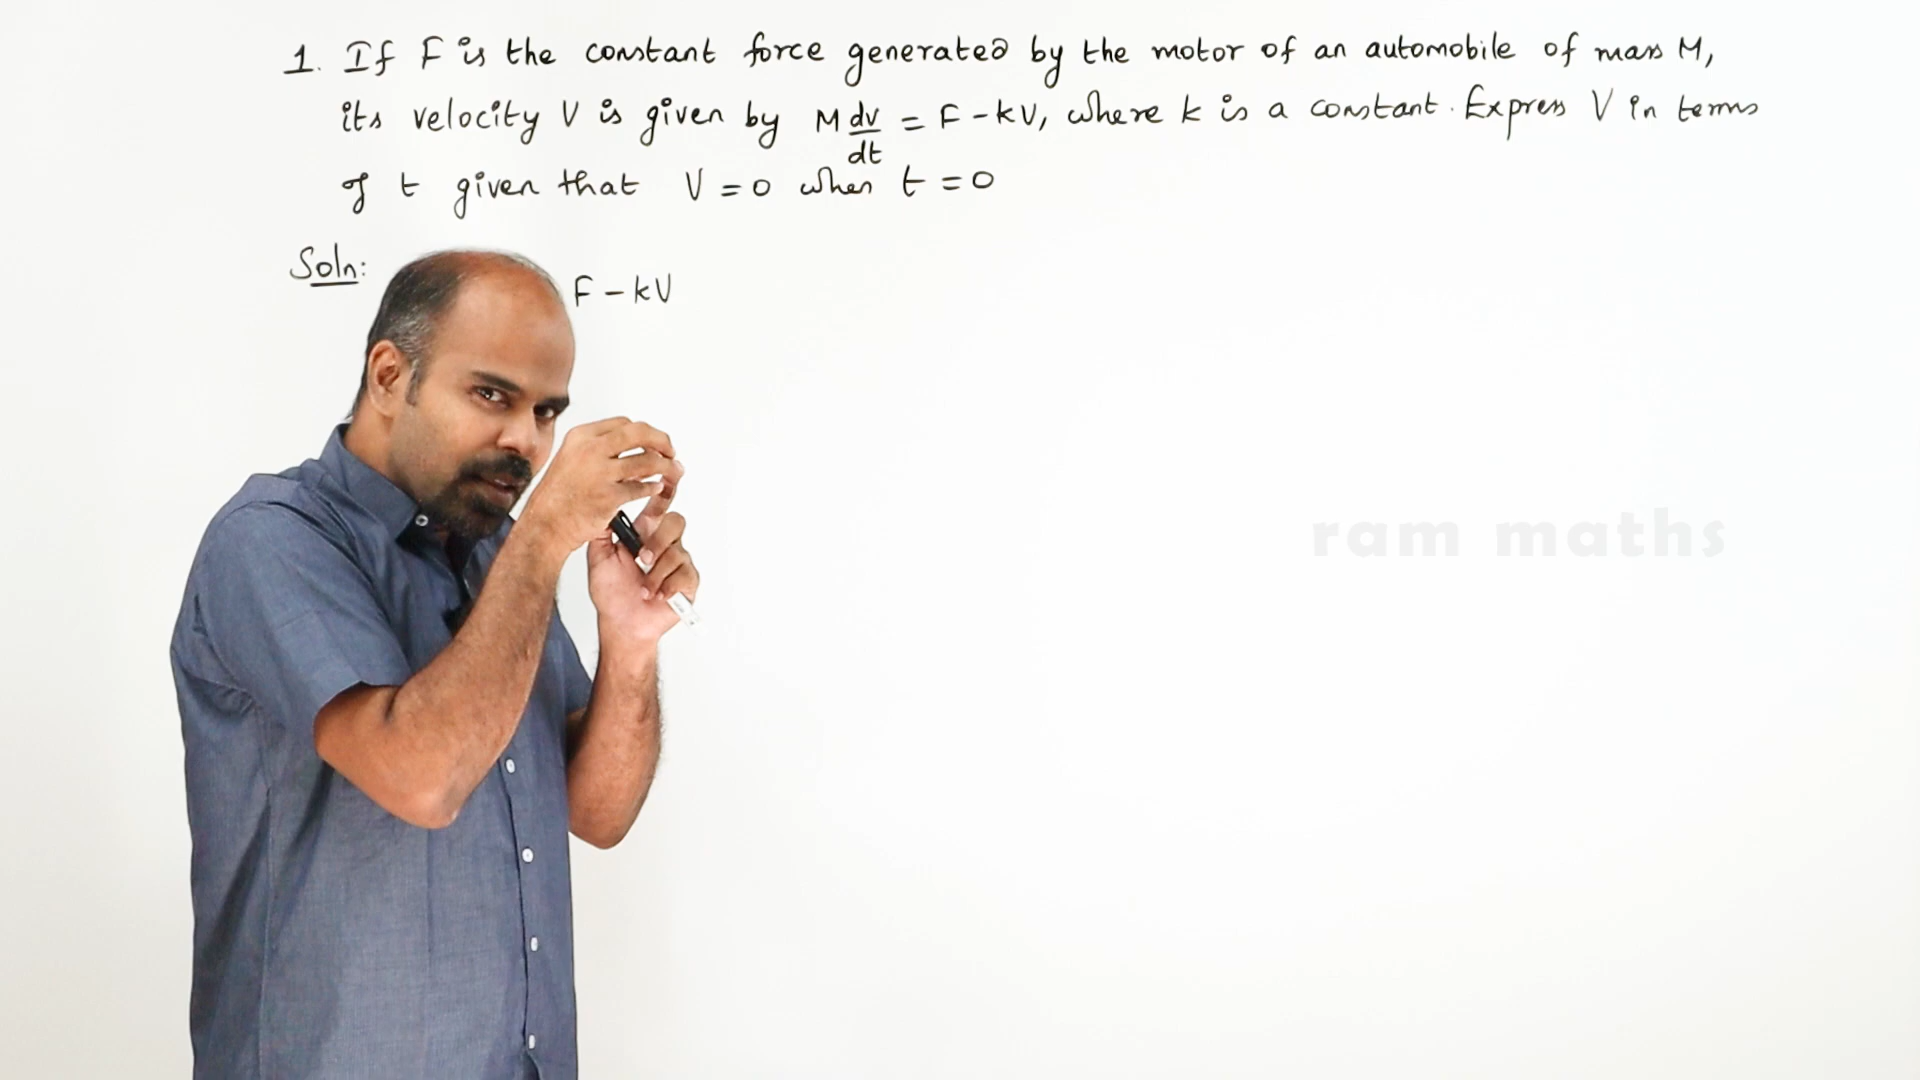 1. If F is the constant force generated by the motor of an automobile of mass M,
its velocity V is given by M dv/dt = F - kV, where k is a constant. Express V in terms
of t given that V = 0 when t = 0
Soln:
F - kV
ram maths